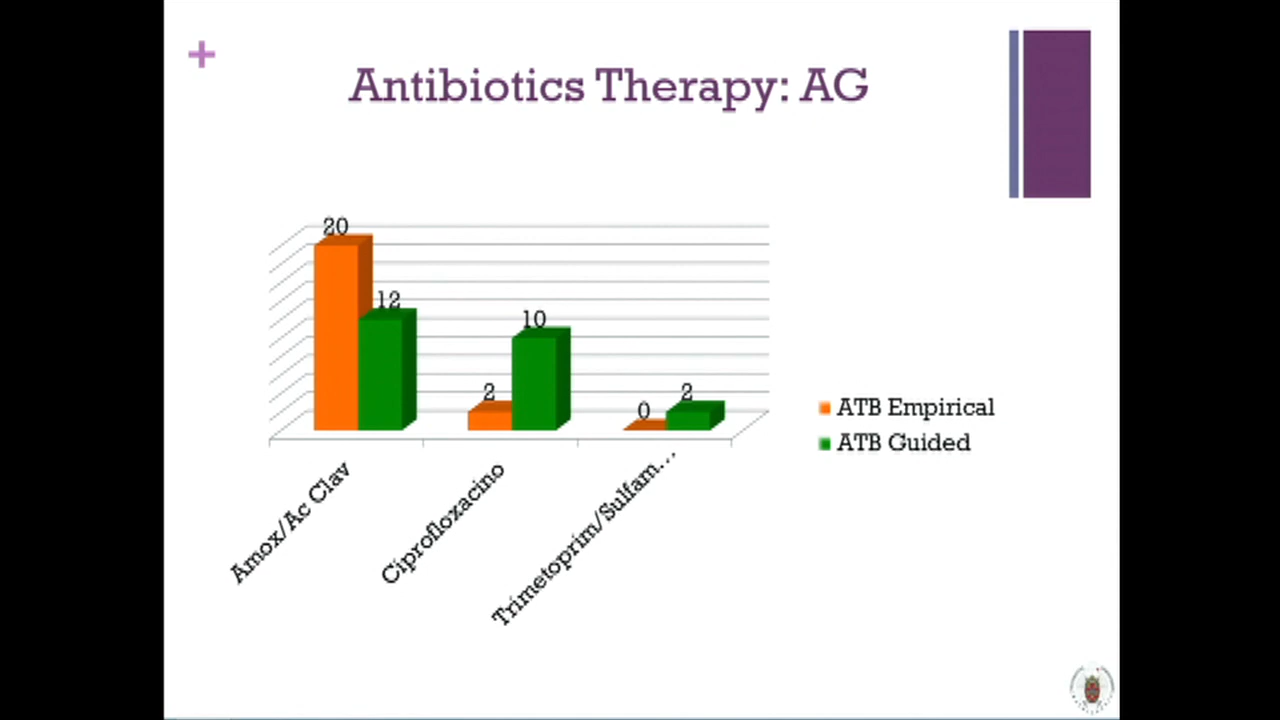 +
Antibiotics Therapy: AG
20
12
2
10
0
2
Amox/Ac Clav
Ciprofloxacino
Trimetoprim/Sulfam...
ATB Empirical
ATB Guided